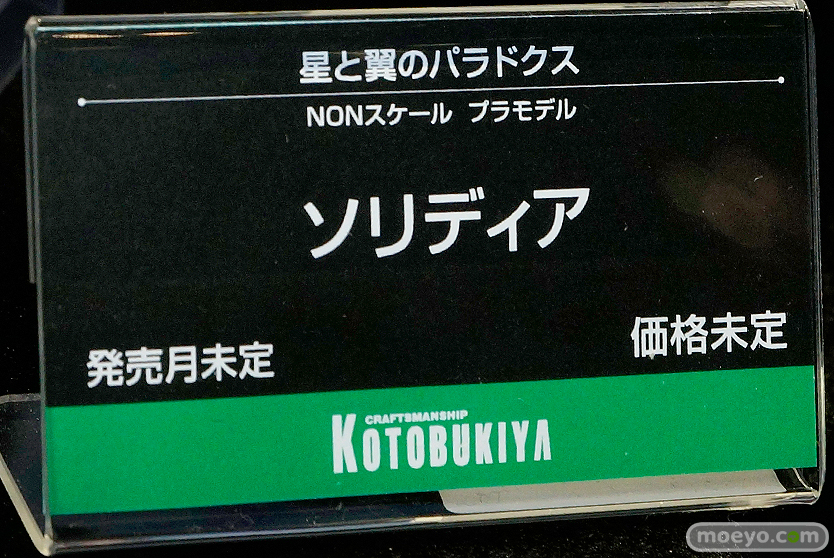 星と翼のパラドクス
NONスケール プラモデル
ソリディア
発売月未定
価格未定
CRAFTSMANSHIP
KOTOBUKIYA
moeyo.com